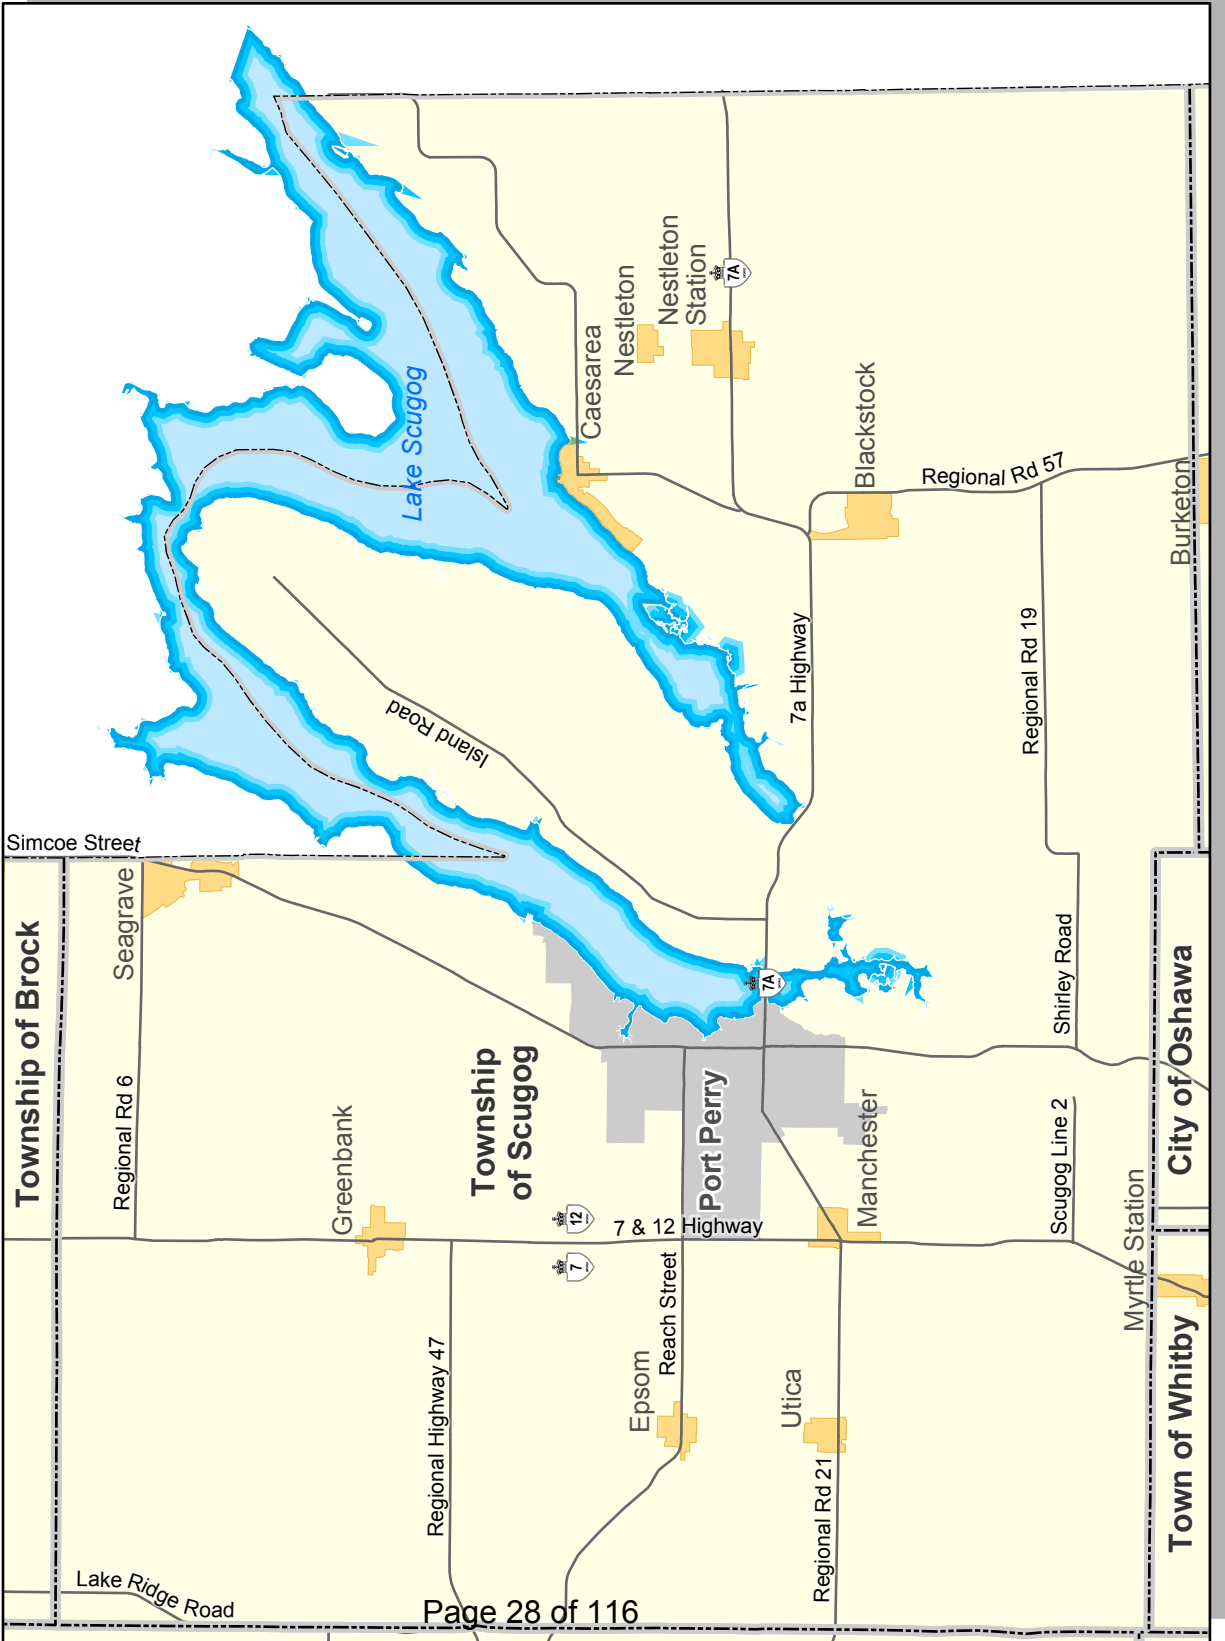 Lake Scugog
Nestleton
Station
7A
Nestleton
Caesarea
Blackstock
Regional Rd 57
Burketon
Island Road
7a Highway
Regional Rd 19
Simcoe Street
Seagrave
Township of Brock
Regional Rd 6
Greenbank
Township
of Scugog
7A
Port Perry
Manchester
Shirley Road
Scugog Line 2
City of Oshawa
Myrtle Station
12
7
7 & 12 Highway
Reach Street
Regional Highway 47
Epsom
Utica
Regional Rd 21
Town of Whitby
Lake Ridge Road
Page 28 of 116